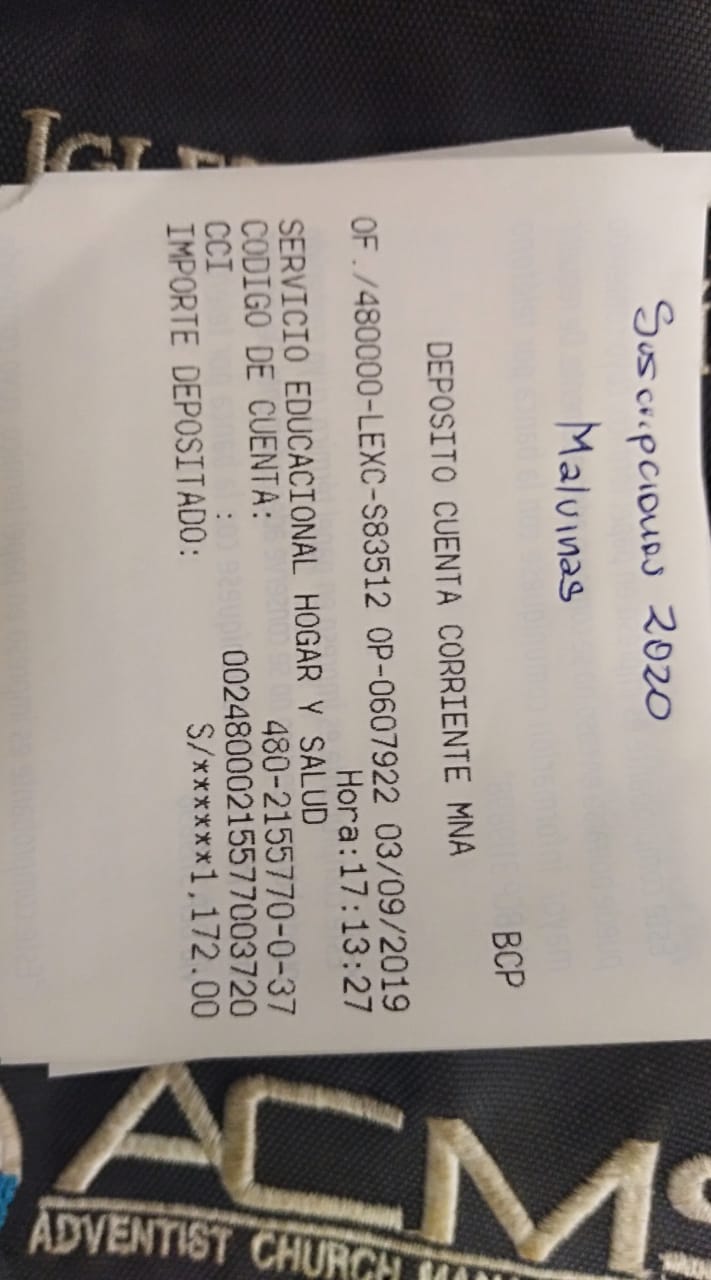 Suscripciones 2020
Malvinas
BCP
DEPOSITO CUENTA CORRIENTE MNA
OF./480000-LEXC-S83512 OP-0607922 03/09/2019
Hora:17:13:27
SERVICIO EDUCACIONAL HOGAR Y SALUD
CODIGO DE CUENTA: 480-2155770-0-37
CCI : 00248000215577003720
IMPORTE DEPOSITADO: S/xxxxxx1,172.00
ACMS
ADVENTIST CHURCH